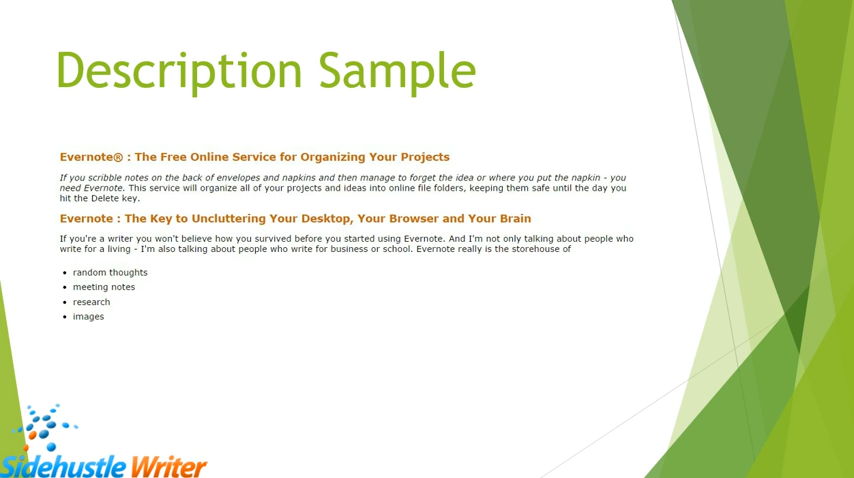 Description Sample
Evernote® : The Free Online Service for Organizing Your Projects
If you scribble notes on the back of envelopes and napkins and then manage to forget the idea or where you put the napkin - you
need Evernote. This service will organize all of your projects and ideas into online file folders, keeping them safe until the day you
hit the Delete key.
Evernote : The Key to Uncluttering Your Desktop, Your Browser and Your Brain
If you're a writer you won't believe how you survived before you started using Evernote. And I'm not only talking about people who
write for a living - I'm also talking about people who write for business or school. Evernote really is the storehouse of
• random thoughts
• meeting notes
• research
• images
Sidehustle Writer